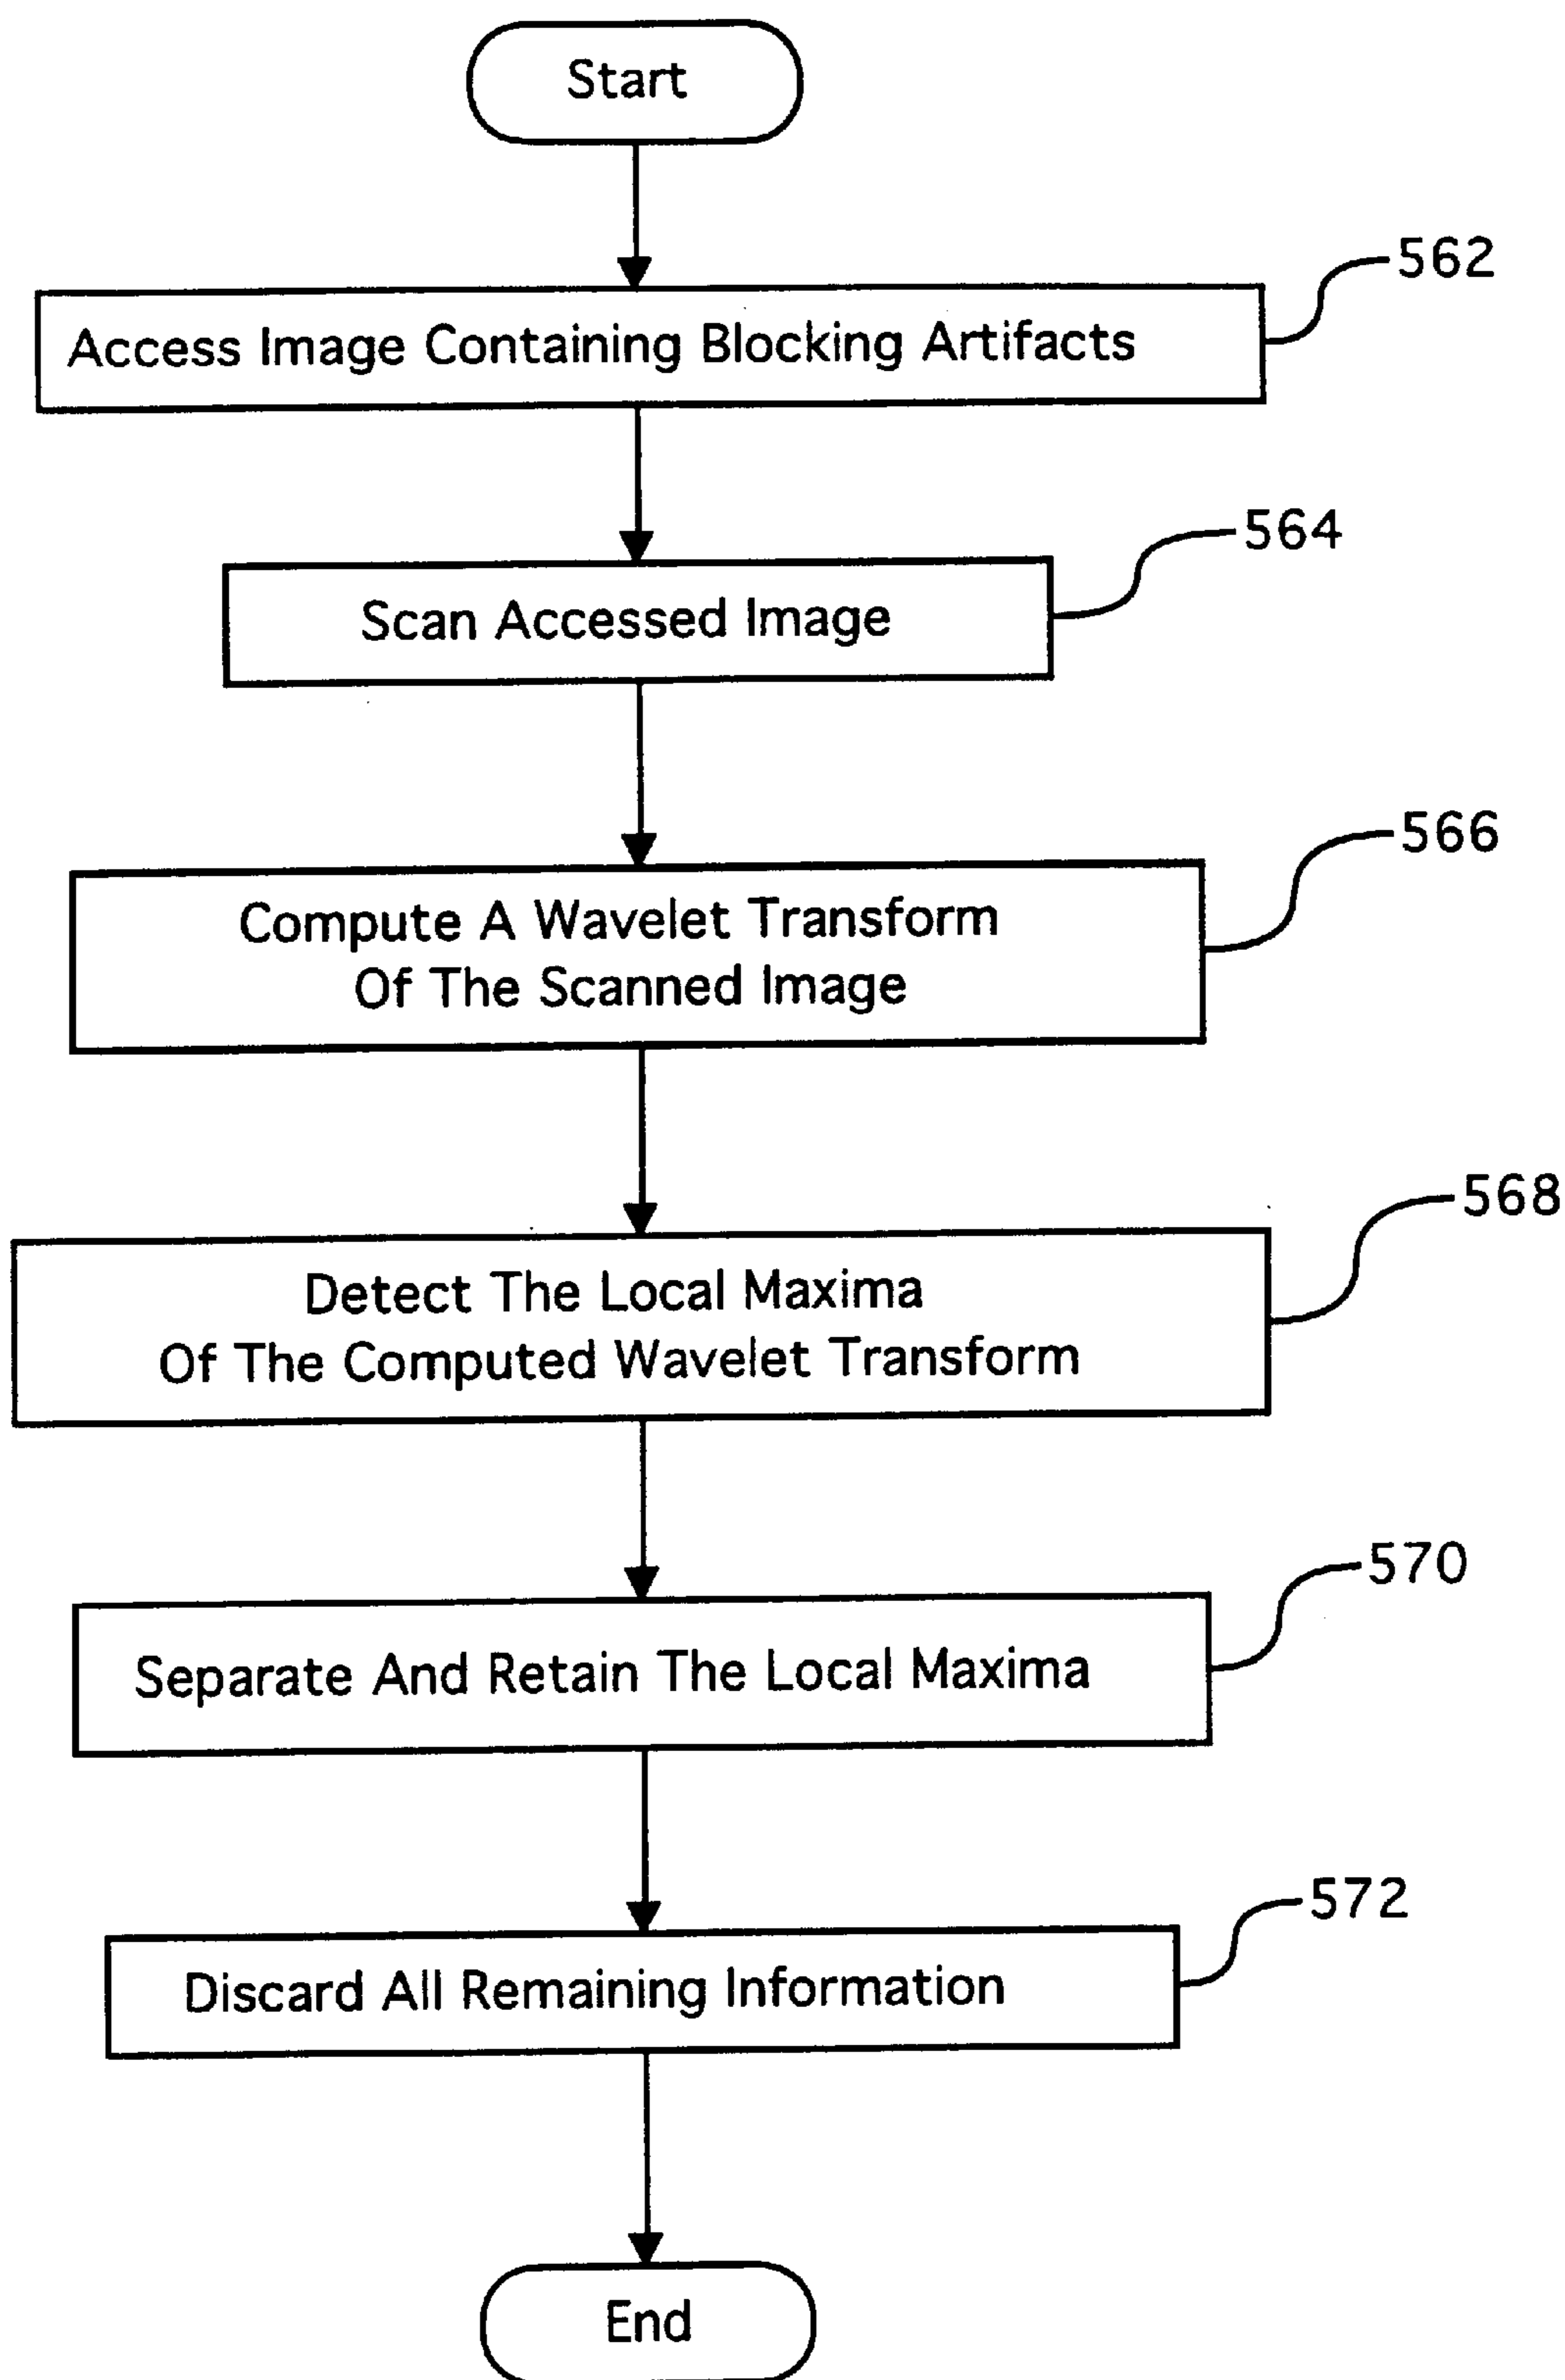 Start
562
Access Image Containing Blocking Artifacts
564
Scan Accessed Image
566
Compute A Wavelet Transform
Of The Scanned Image
568
Detect The Local Maxima
Of The Computed Wavelet Transform
570
Separate And Retain The Local Maxima
572
Discard All Remaining Information
End